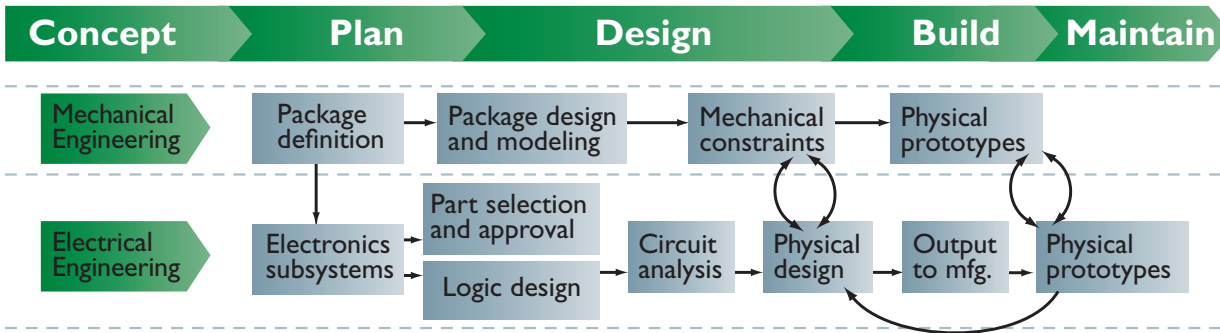 Concept
Plan
Design
Build
Maintain
Mechanical
Engineering
Package
definition
Package design
and modeling
Mechanical
constraints
Physical
prototypes
Electrical
Engineering
Electronics
subsystems
Part selection
and approval
Logic design
Circuit
analysis
Physical
design
Output
to mfg.
Physical
prototypes